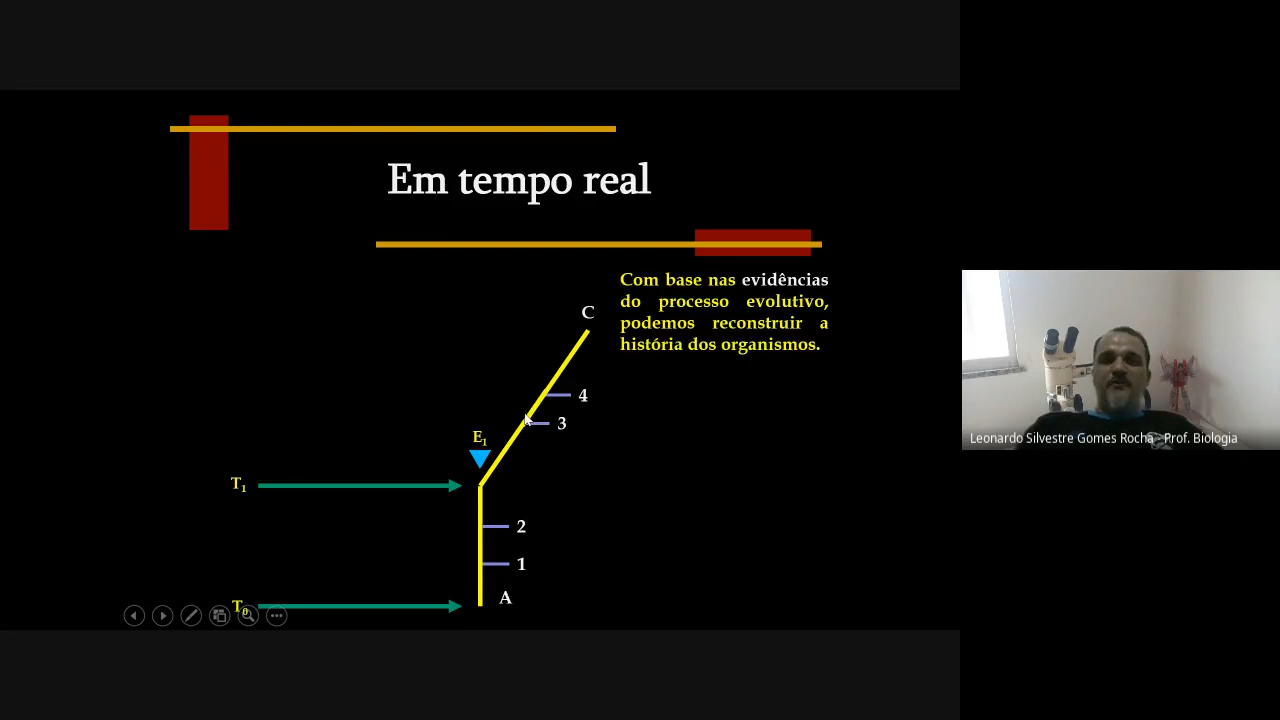 Em tempo real
Com base nas evidências
do processo evolutivo,
podemos reconstruir a
história dos organismos.
C
4
3
E1
T1
2
1
A
T0
Leonardo Silvestre Gomes Rocha - Prof. Biologia